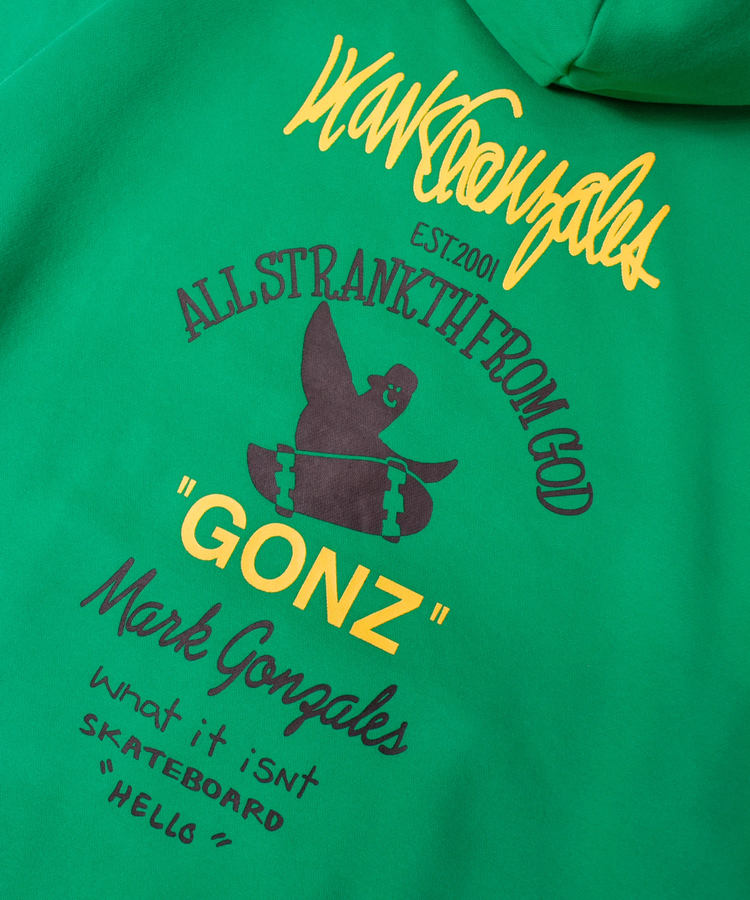 Mark Gonzales
EST.2001
ALL STRANKTH FROM GOD
"GONZ"
Mark Gonzales
what it isnt
SKATEBOARD
"HELLO"